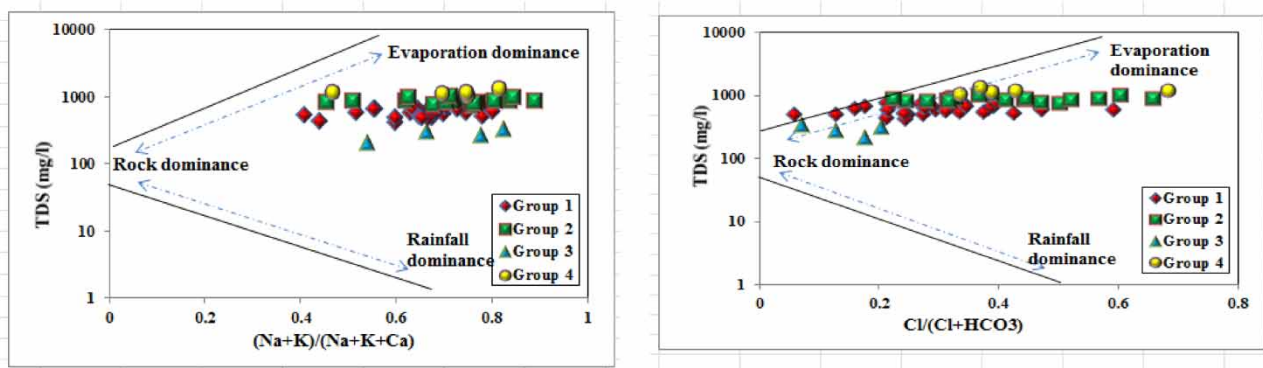 10000
1000
100
10
1
TDS (mg/l)
Evaporation dominance
Rock dominance
Rainfall
dominance
Group 1
Group 2
Group 3
Group 4
0
0.2
0.4
0.6
0.8
1
(Na+K)/(Na+K+Ca)
10000
1000
100
10
1
TDS (mg/l)
Evaporation
dominance
Rock dominance
Rainfall
dominance
Group 1
Group 2
Group 3
Group 4
0
0.2
0.4
0.6
0.8
Cl/(Cl+HCO3)